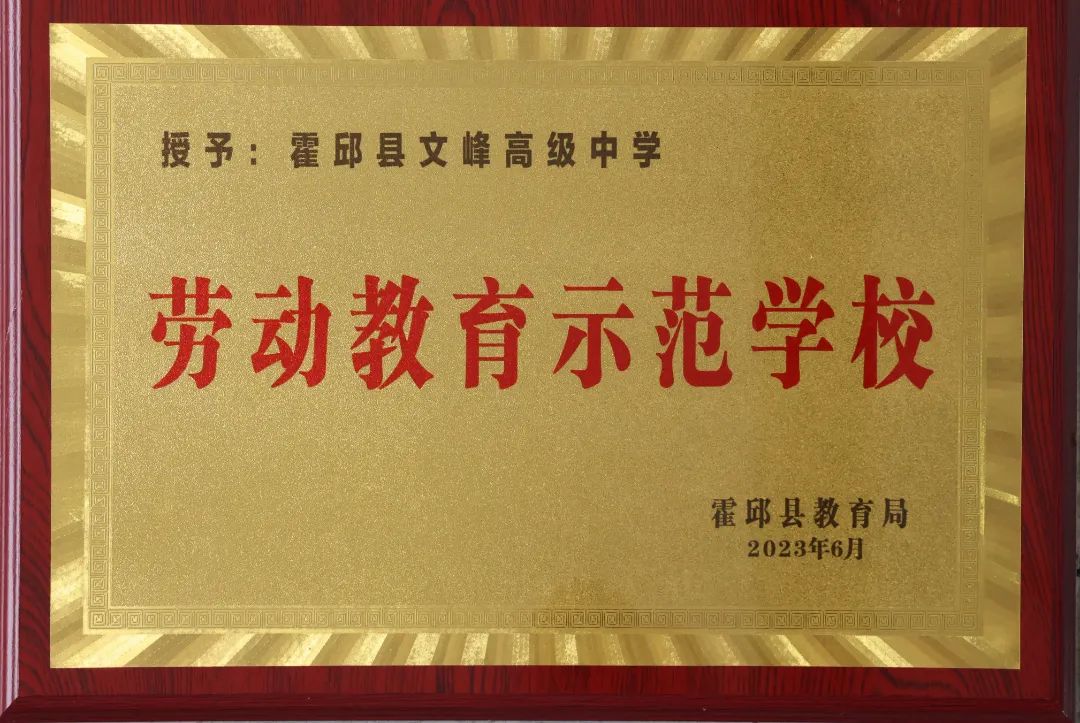 授予：霍邱县文峰高级中学
劳动教育示范学校
霍邱县教育局
2023年6月